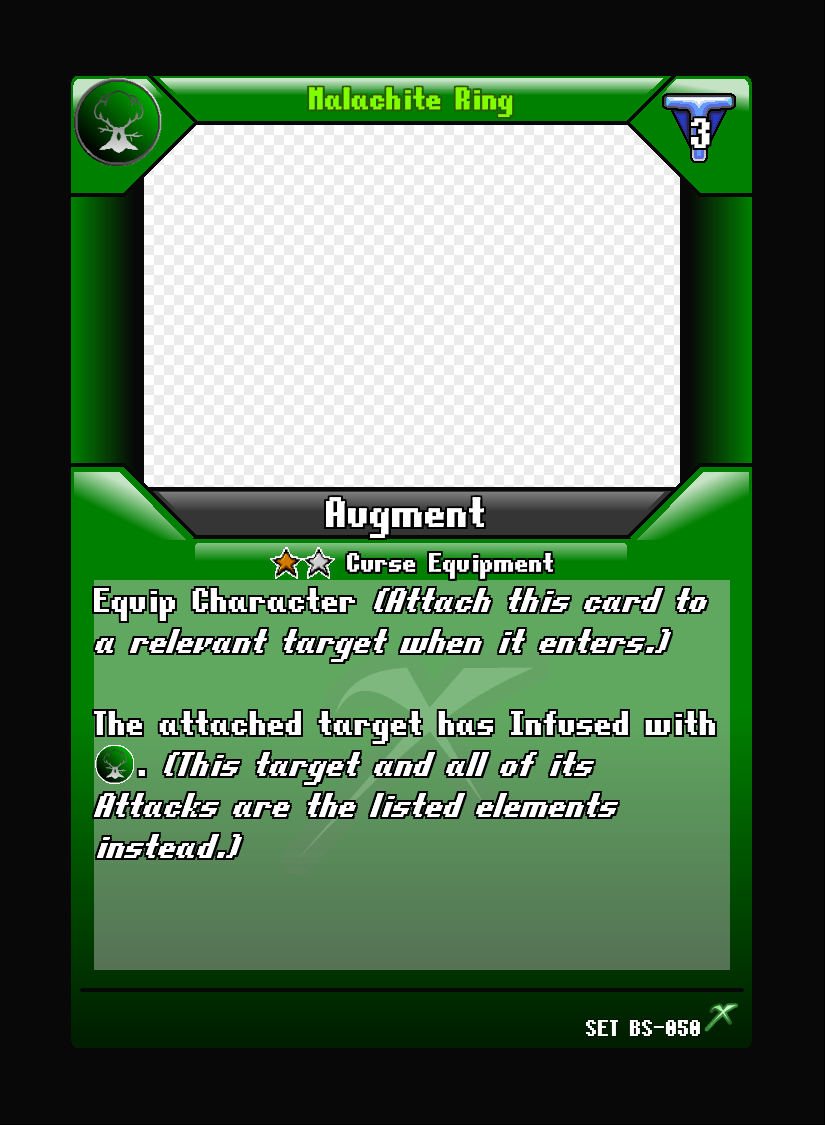 Malachite Ring
3
Augment
Curse Equipment
Equip Character (Attach this card to
a relevant target when it enters.)
The attached target has Infused with
. (This target and all of its
Attacks are the listed elements
instead.)
SET BS-050